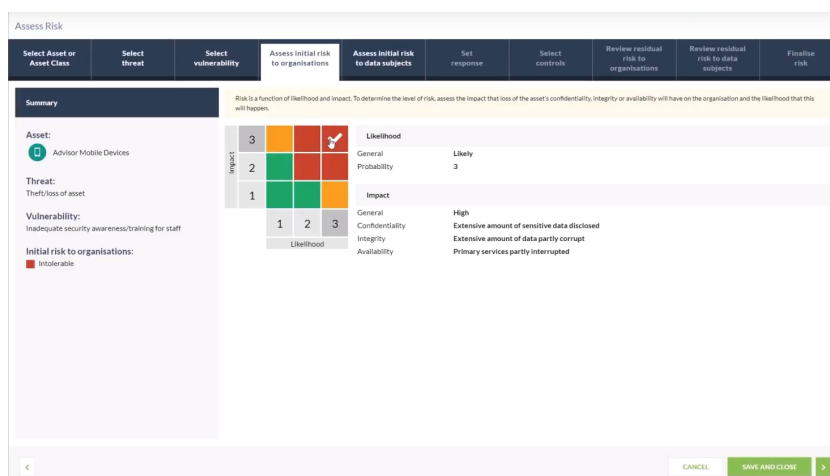 Assess Risk
Select Asset or
Asset Class
Select
threat
Select
vulnerability
Assess initial risk
to organisations
Assess initial risk
to data subjects
Set
response
Select
controls
Review residual
risk to
organisations
Review residual
risk to data
subjects
Finalise
risk
Summary
Asset:
Advisor Mobile Devices
Threat:
Theft/loss of asset
Vulnerability:
Inadequate security awareness/training for staff
Initial risk to organisations:
Intolerable
Risk is a function of likelihood and impact. To determine the level of risk, assess the impact that loss of the asset's confidentiality, integrity or availability will have on the organisation and the likelihood that this
will happen.
Impact
3
2
1
1 2 3
Likelihood
Likelihood
General Likely
Probability 3
Impact
General High
Confidentiality Extensive amount of sensitive data disclosed
Integrity Extensive amount of data partly corrupt
Availability Primary services partly interrupted
CANCEL
SAVE AND CLOSE